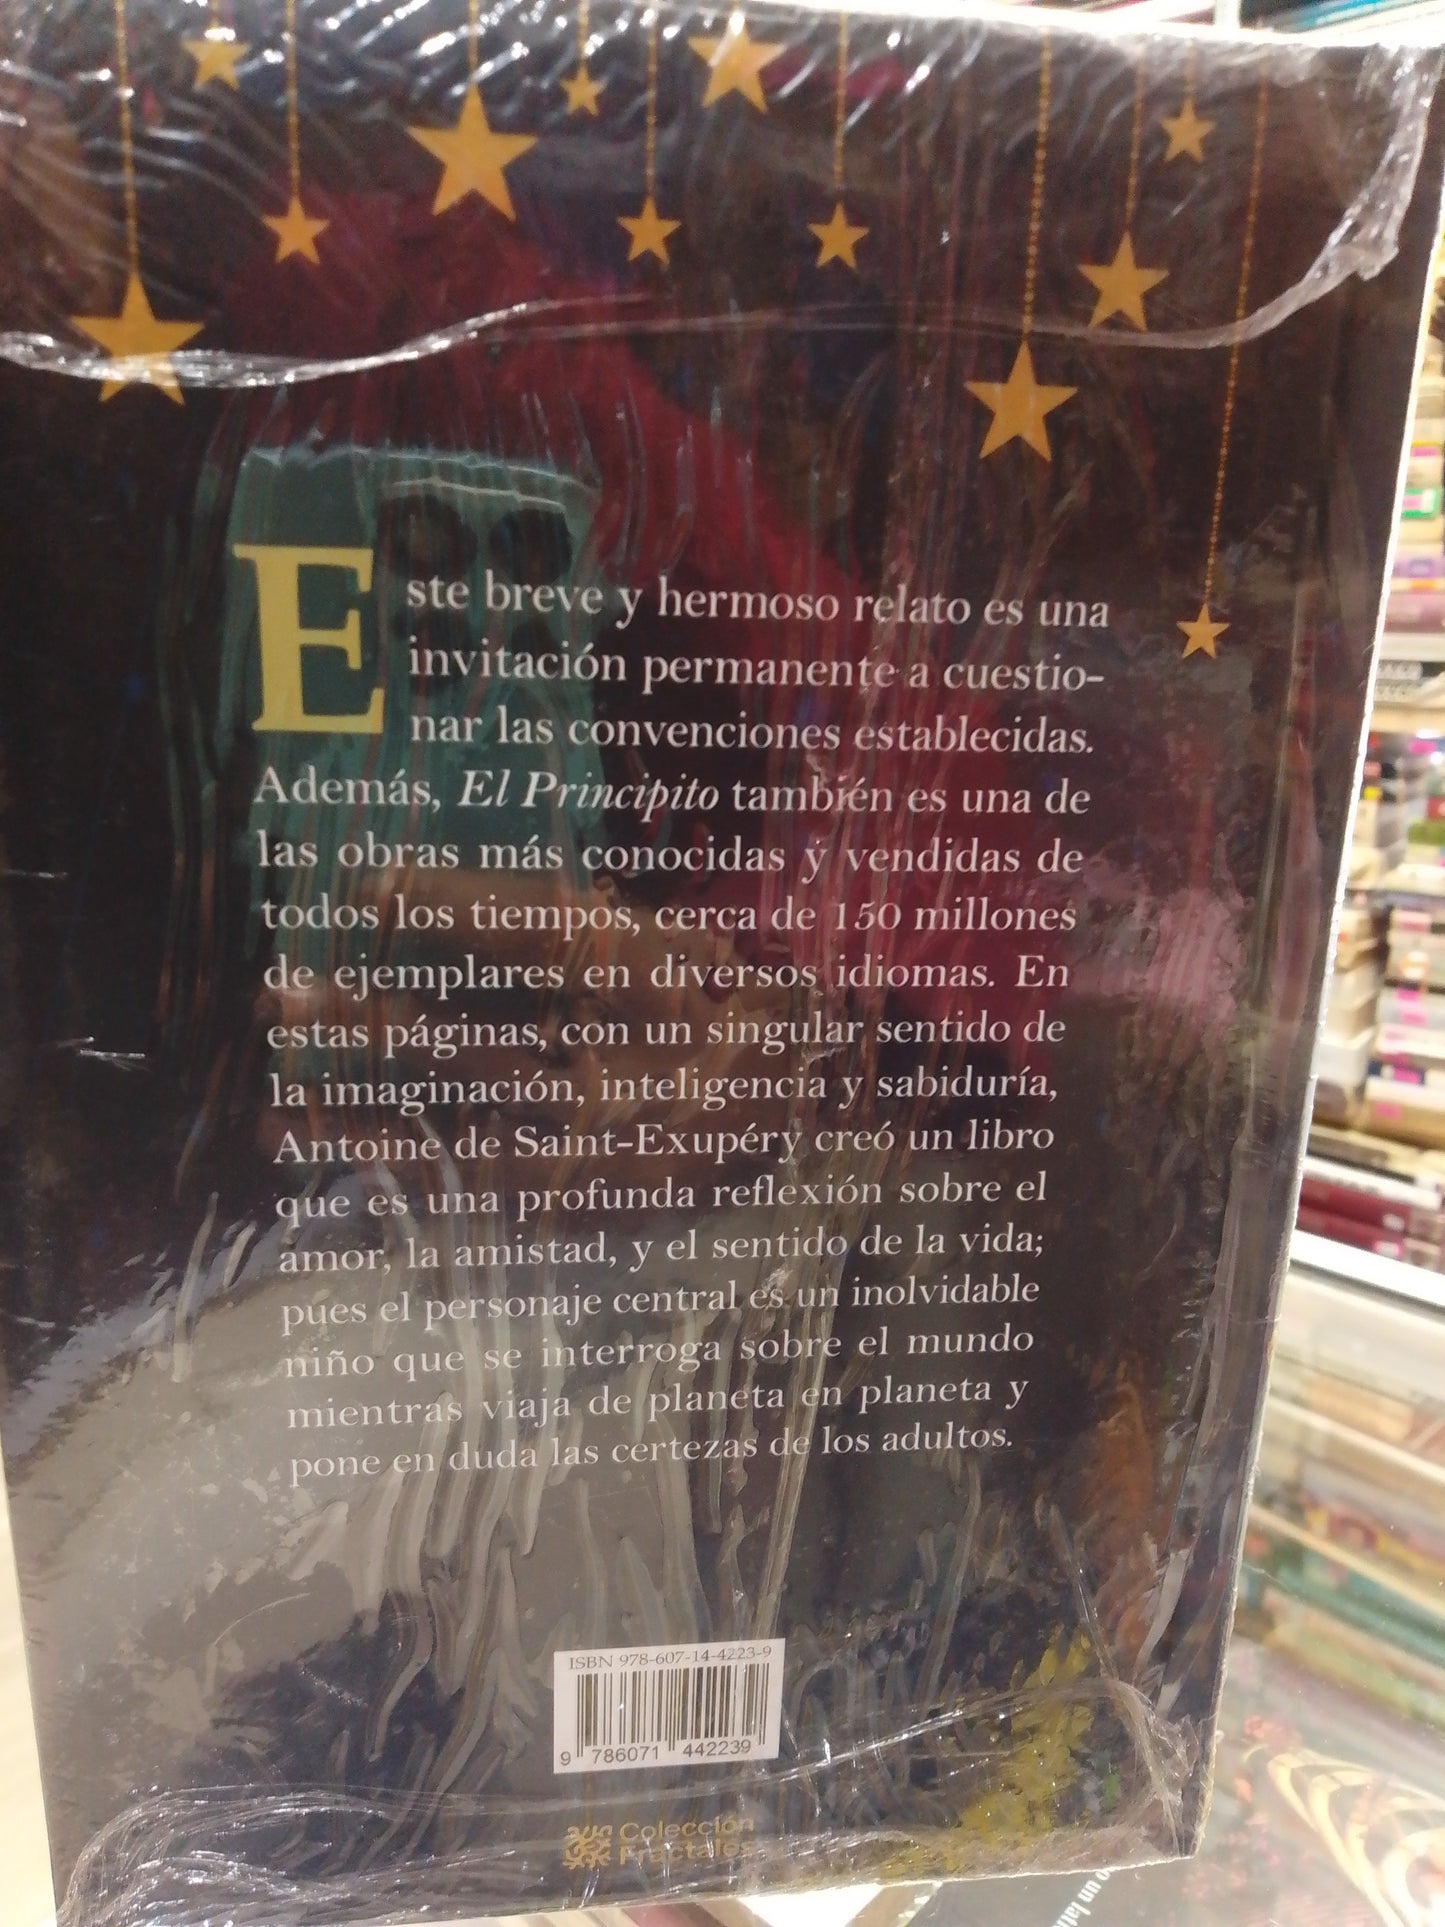 Este breve y hermoso relato es una
invitación permanente a cuestio-
nar las convenciones establecidas.
Además, El Principito también es una de
las obras más conocidas y vendidas de
todos los tiempos, cerca de 150 millones
de ejemplares en diversos idiomas. En
estas páginas, con un singular sentido de
la imaginación, inteligencia y sabiduría,
Antoine de Saint-Exupéry creó un libro
que es una profunda reflexión sobre el
amor, la amistad, y el sentido de la vida;
pues el personaje central es un inolvidable
niño que se interroga sobre el mundo
mientras viaja de planeta en planeta y
pone en duda las certezas de los adultos.
ISBN 978-607-14-4223-9
9 786071 442239
Colección
Fractales